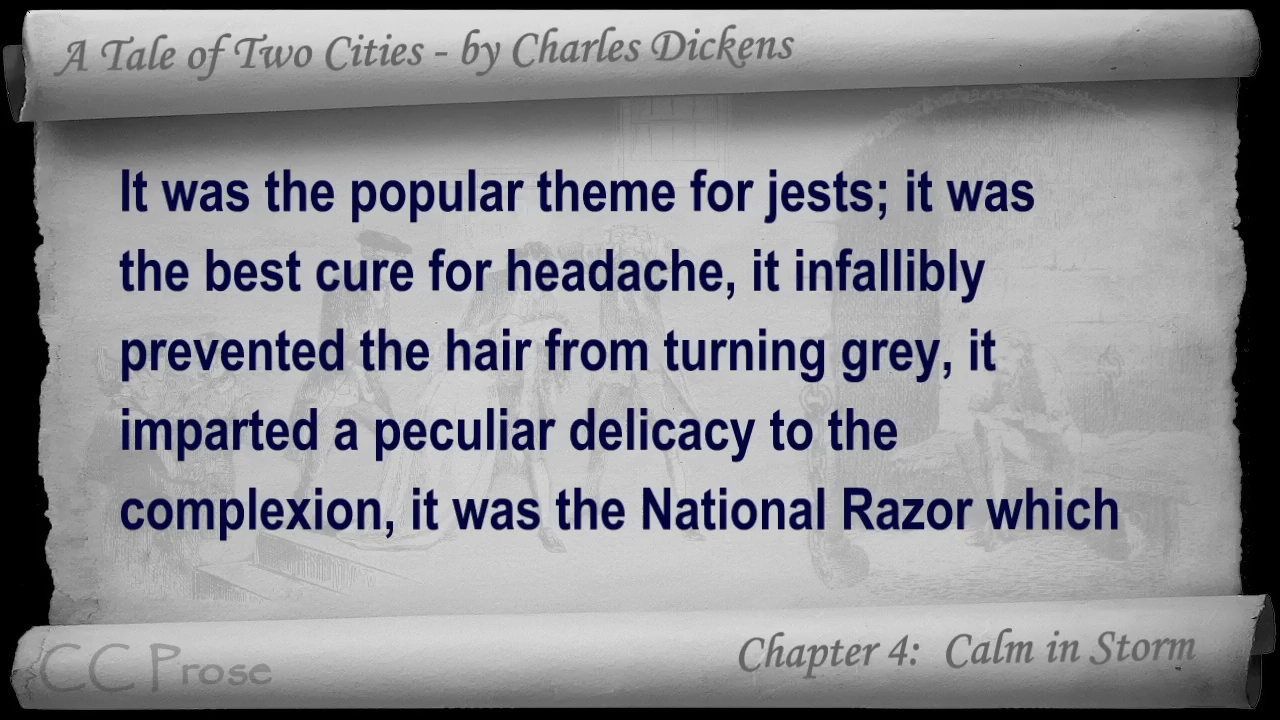 A Tale of Two Cities - by Charles Dickens
It was the popular theme for jests; it was
the best cure for headache, it infallibly
prevented the hair from turning grey, it
imparted a peculiar delicacy to the
complexion, it was the National Razor which
CC Prose
Chapter 4: Calm in Storm